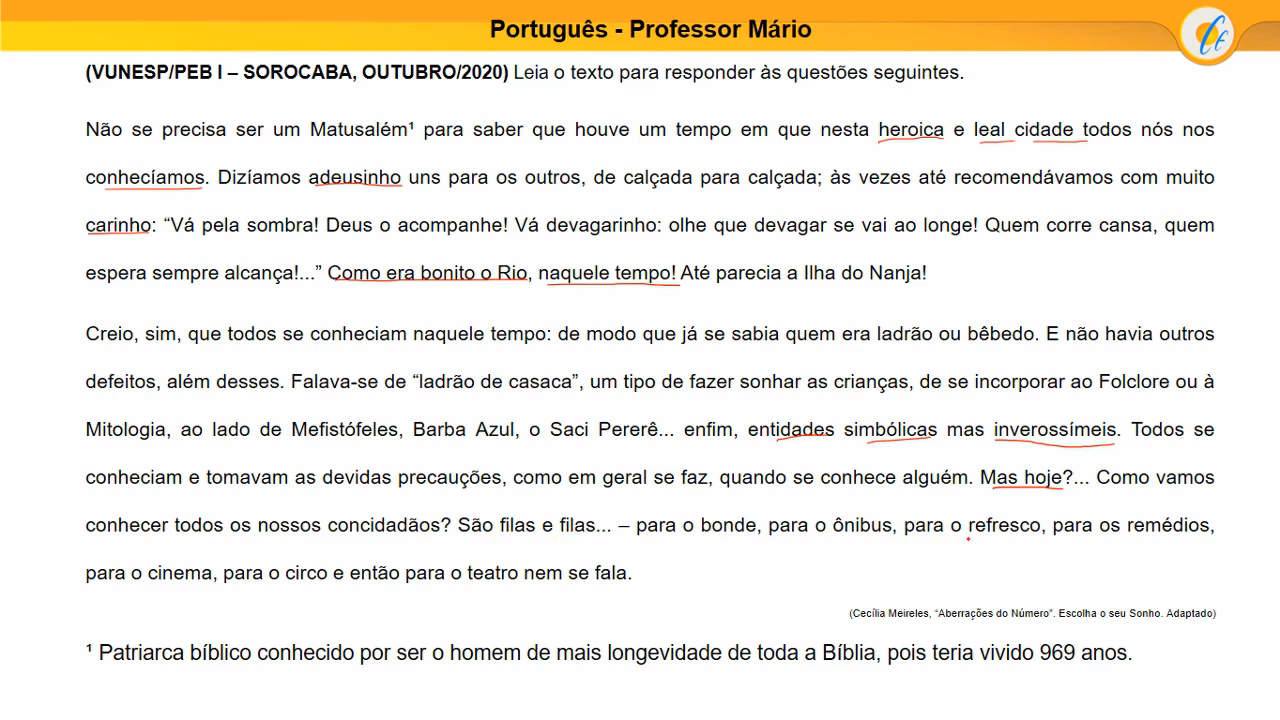 Português - Professor Mário
(VUNESP/PEB I – SOROCABA, OUTUBRO/2020) Leia o texto para responder às questões seguintes.
Não se precisa ser um Matusalém¹ para saber que houve um tempo em que nesta heroica e leal cidade todos nós nos
conhecíamos. Dizíamos adeusinho uns para os outros, de calçada para calçada; às vezes até recomendávamos com muito
carinho: “Vá pela sombra! Deus o acompanhe! Vá devagarinho: olhe que devagar se vai ao longe! Quem corre cansa, quem
espera sempre alcança!...” Como era bonito o Rio, naquele tempo! Até parecia a Ilha do Nanja!
Creio, sim, que todos se conheciam naquele tempo: de modo que já se sabia quem era ladrão ou bêbedo. E não havia outros
defeitos, além desses. Falava-se de “ladrão de casaca”, um tipo de fazer sonhar as crianças, de se incorporar ao Folclore ou à
Mitologia, ao lado de Mefistófeles, Barba Azul, o Saci Pererê... enfim, entidades simbólicas mas inverossímeis. Todos se
conheciam e tomavam as devidas precauções, como em geral se faz, quando se conhece alguém. Mas hoje?... Como vamos
conhecer todos os nossos concidadãos? São filas e filas... – para o bonde, para o ônibus, para o refresco, para os remédios,
para o cinema, para o circo e então para o teatro nem se fala.
(Cecília Meireles, “Aberrações do Número”. Escolha o seu Sonho. Adaptado)
¹ Patriarca bíblico conhecido por ser o homem de mais longevidade de toda a Bíblia, pois teria vivido 969 anos.